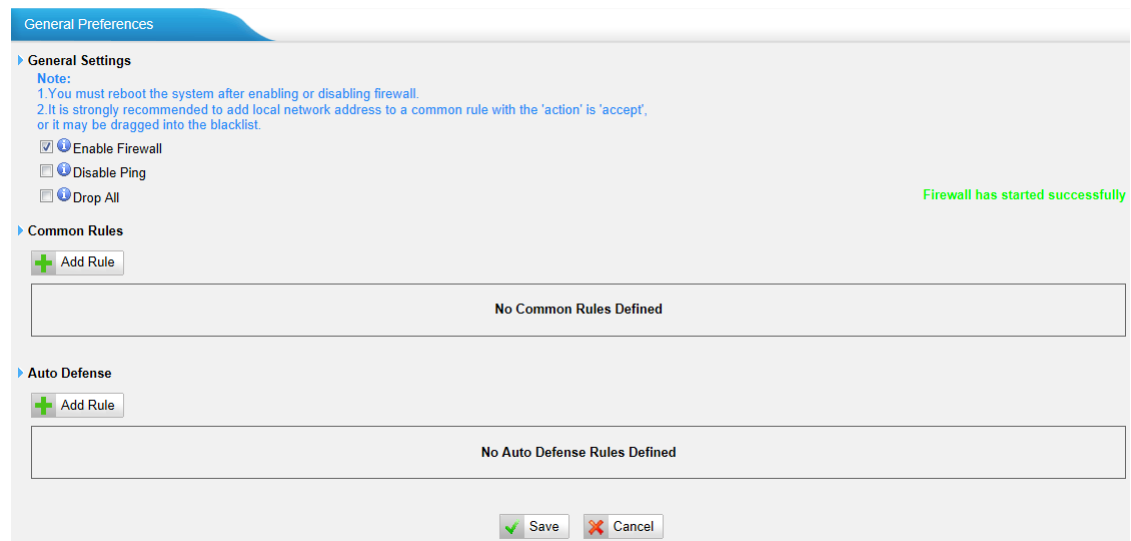 General Preferences
General Settings
Note:
1.You must reboot the system after enabling or disabling firewall.
2.It is strongly recommended to add local network address to a common rule with the 'action' is 'accept',
or it may be dragged into the blacklist.
Enable Firewall
Disable Ping
Drop All
Firewall has started successfully
Common Rules
Add Rule
No Common Rules Defined
Auto Defense
Add Rule
No Auto Defense Rules Defined
Save Cancel